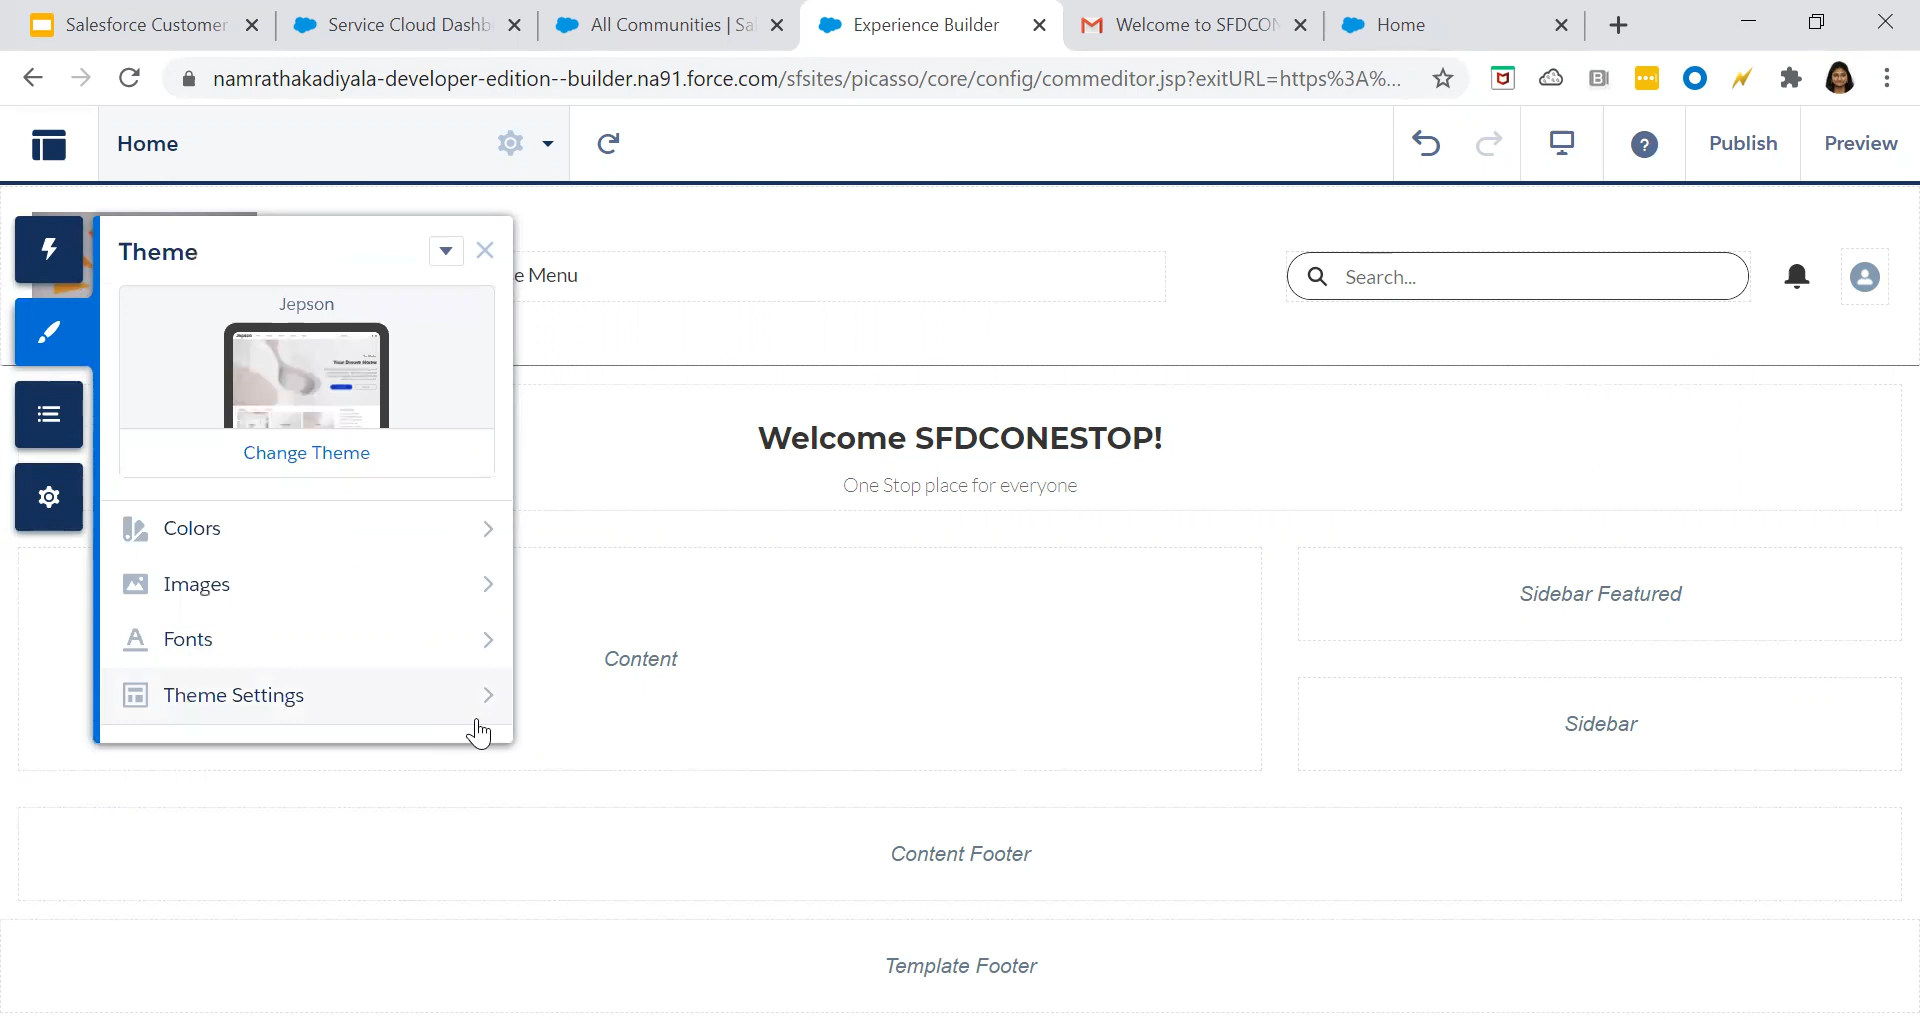 Salesforce Customer
Service Cloud Dashb
All Communities | Sal
Experience Builder
Welcome to SFDCON
Home
namrathakadiyala-developer-edition--builder.na91.force.com/sfsites/picasso/core/config/commeditor.jsp?exitURL=https%3A%...
Home
Publish
Preview
Theme
e Menu
Search...
Jepson
Change Theme
Welcome SFDCONESTOP!
One Stop place for everyone
Colors
Images
Fonts
Theme Settings
Content
Sidebar Featured
Sidebar
Content Footer
Template Footer